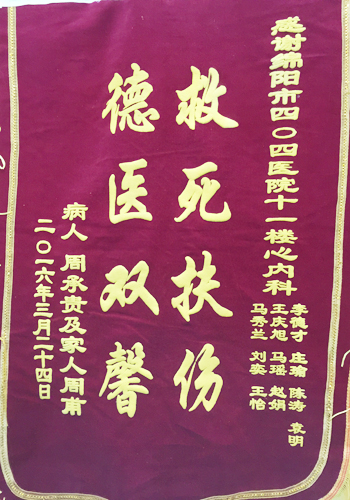 感谢绵阳市四〇四医院十一楼心内科
李德才 庄瑜 陈涛 袁明
王庆旭 马瑶 赵娟
马秀兰 刘奕 王怡
救死扶伤
德医双馨
病人 周承贵及家人周甫
二〇一六年三月二十四日